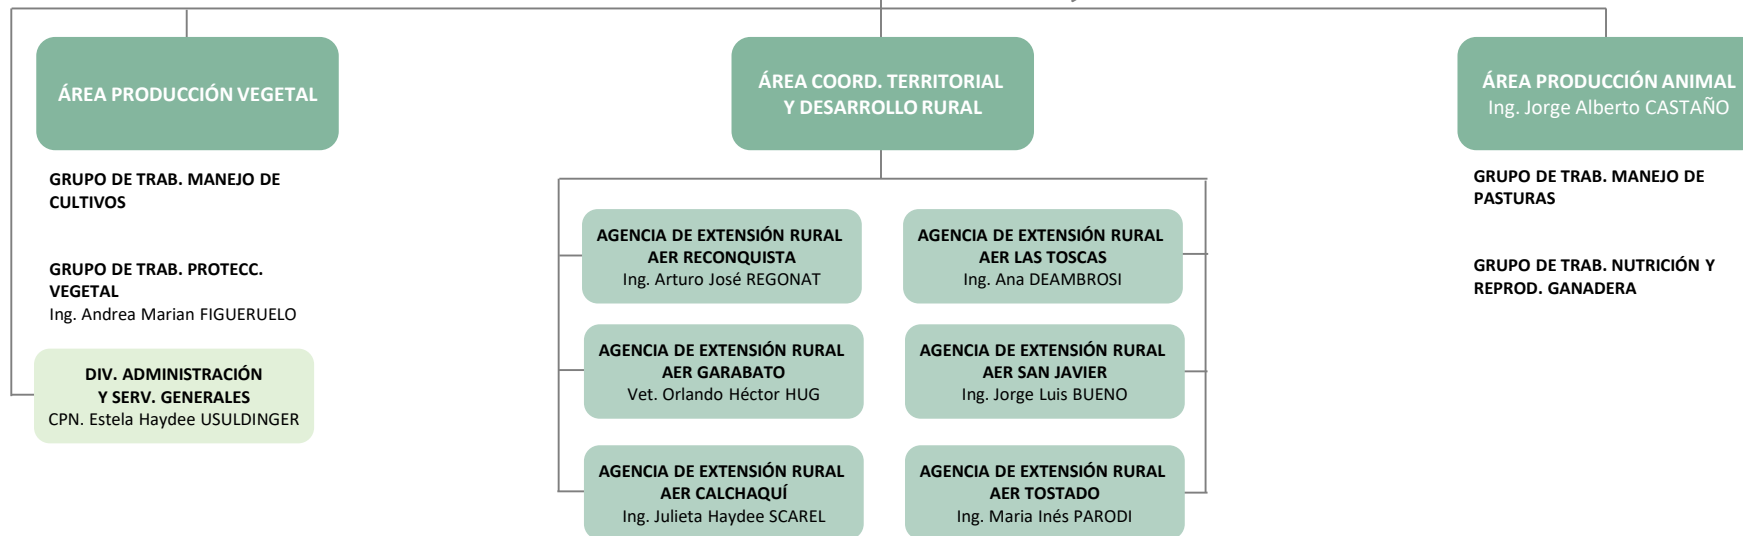 ÁREA PRODUCCIÓN VEGETAL
GRUPO DE TRAB. MANEJO DE
CULTIVOS
GRUPO DE TRAB. PROTECC.
VEGETAL
Ing. Andrea Marian FIGUERUELO
DIV. ADMINISTRACIÓN
Y SERV. GENERALES
CPN. Estela Haydee USULDINGER
ÁREA COORD. TERRITORIAL
Y DESARROLLO RURAL
AGENCIA DE EXTENSIÓN RURAL
AER RECONQUISTA
Ing. Arturo José REGONAT
AGENCIA DE EXTENSIÓN RURAL
AER LAS TOSCAS
Ing. Ana DEAMBROSI
AGENCIA DE EXTENSIÓN RURAL
AER GARABATO
Vet. Orlando Héctor HUG
AGENCIA DE EXTENSIÓN RURAL
AER SAN JAVIER
Ing. Jorge Luis BUENO
AGENCIA DE EXTENSIÓN RURAL
AER CALCHAQUÍ
Ing. Julieta Haydee SCAREL
AGENCIA DE EXTENSIÓN RURAL
AER TOSTADO
Ing. Maria Inés PARODI
ÁREA PRODUCCIÓN ANIMAL
Ing. Jorge Alberto CASTAÑO
GRUPO DE TRAB. MANEJO DE
PASTURAS
GRUPO DE TRAB. NUTRICIÓN Y
REPROD. GANADERA